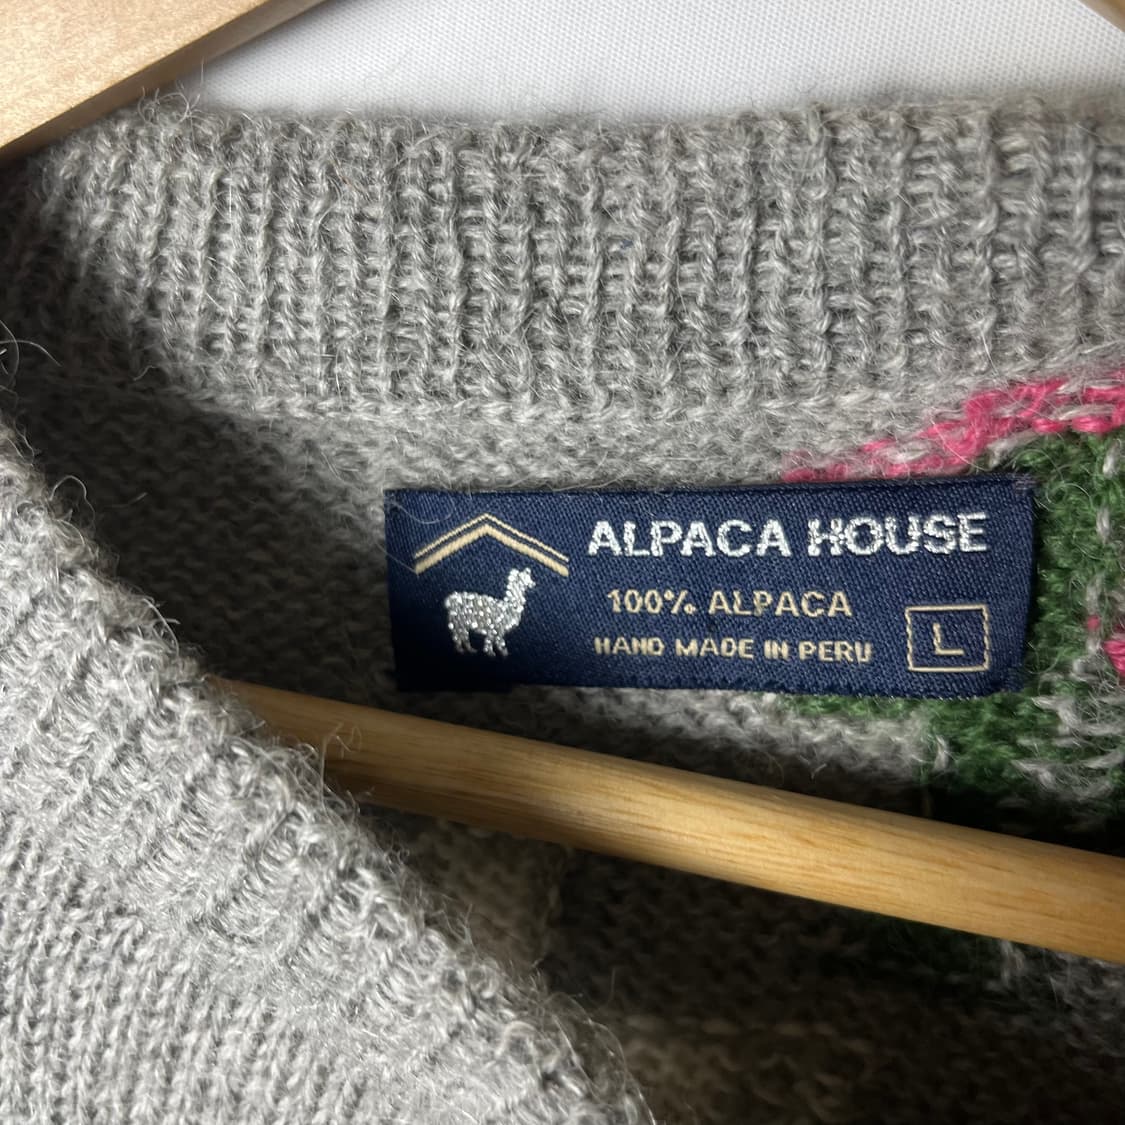 ALPACA HOUSE
100% ALPACA
HAND MADE IN PERU
L